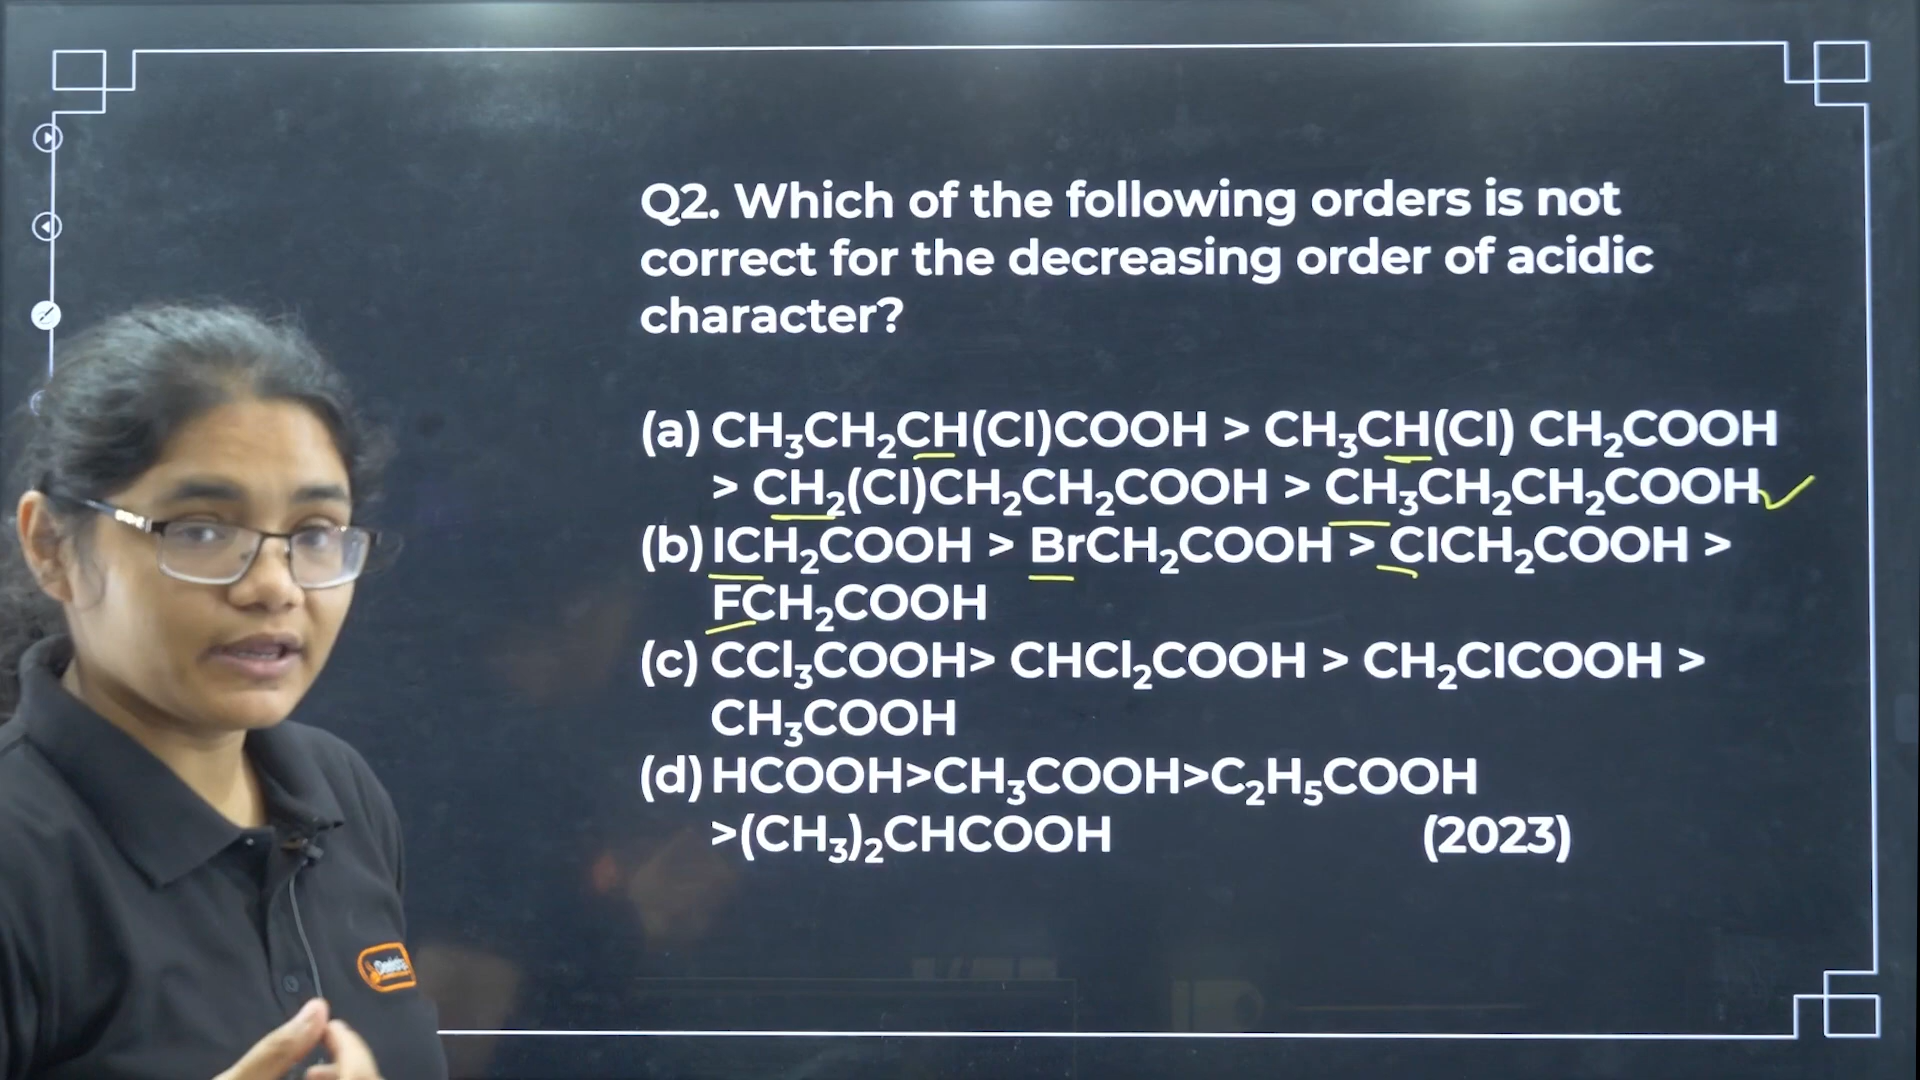 Q2. Which of the following orders is not
correct for the decreasing order of acidic
character?
(a) CH₃CH₂CH(Cl)COOH > CH₃CH(Cl) CH₂COOH
> CH₂(Cl)CH₂CH₂COOH > CH₃CH₂CH₂COOH
(b) ICH₂COOH > BrCH₂COOH > ClCH₂COOH >
FCH₂COOH
(c) CCl₃COOH> CHCl₂COOH > CH₂ClCOOH >
CH₃COOH
(d) HCOOH>CH₃COOH>C₂H₅COOH
>(CH₃)₂CHCOOH (2023)